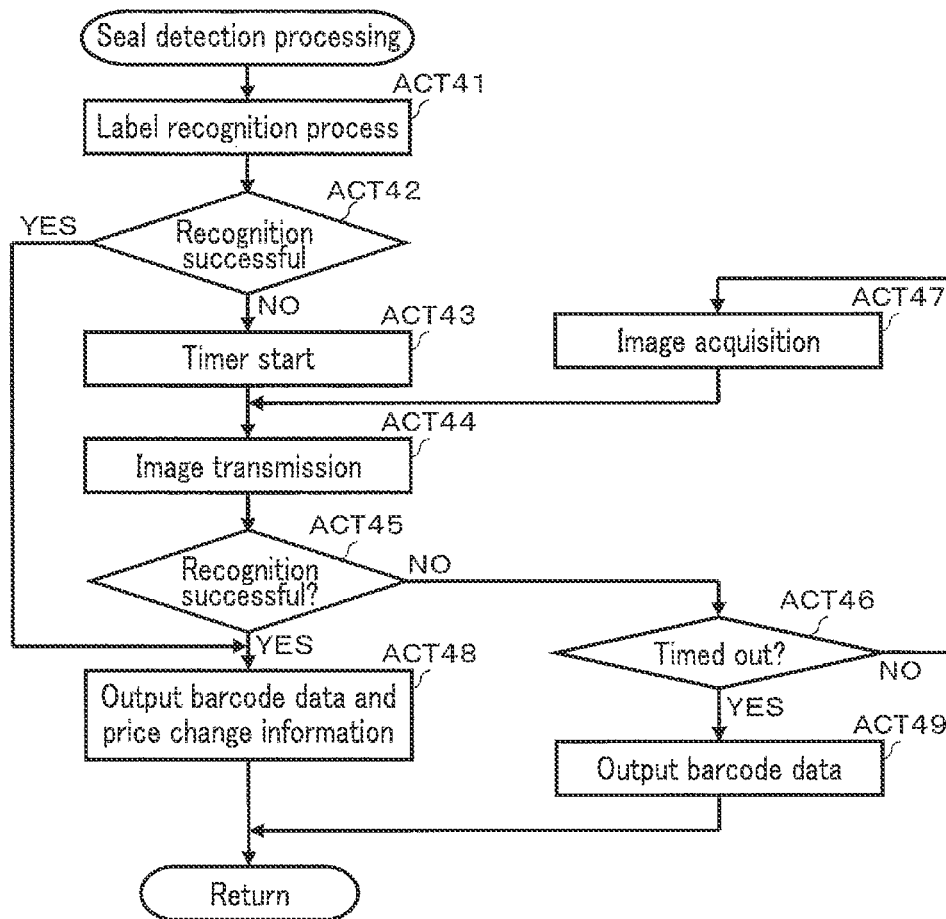 Seal detection processing
ACT41
Label recognition process
ACT42
YES
Recognition
successful
NO
ACT43
Timer start
ACT47
Image acquisition
ACT44
Image transmission
ACT45
Recognition
successful?
NO
YES
ACT46
Timed out?
NO
YES
ACT48
Output barcode data and
price change information
ACT49
Output barcode data
Return